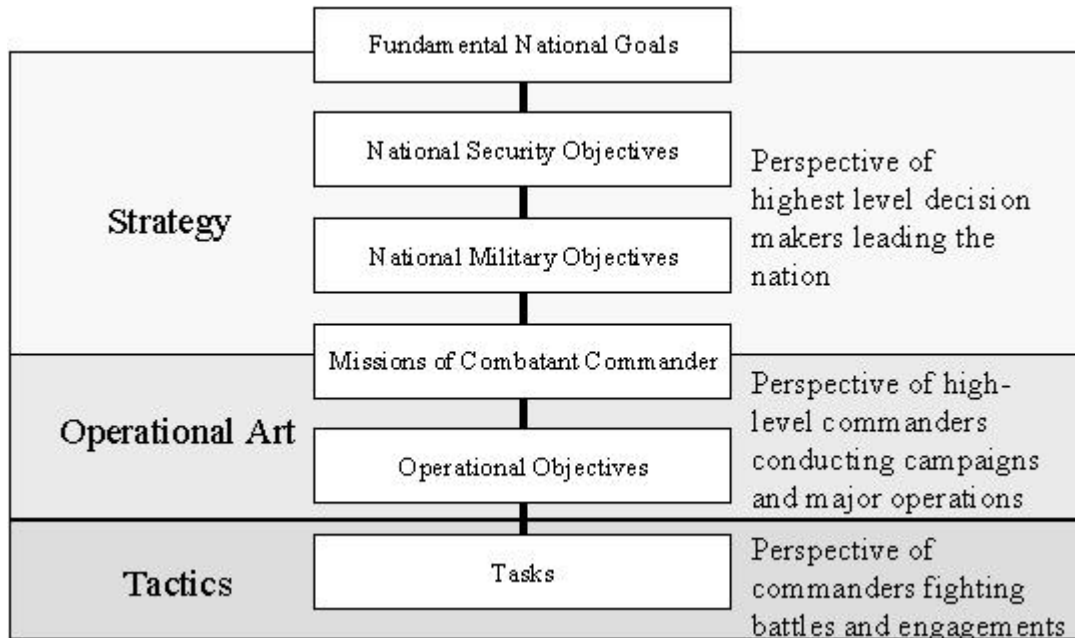 Fundamental National Goals
National Security Objectives
Strategy
National Military Objectives
Perspective of
highest level decision
makers leading the
nation
Missions of Combatant Commander
Operational Art
Operational Objectives
Perspective of high-
level commanders
conducting campaigns
and major operations
Tactics
Tasks
Perspective of
commanders fighting
battles and engagements